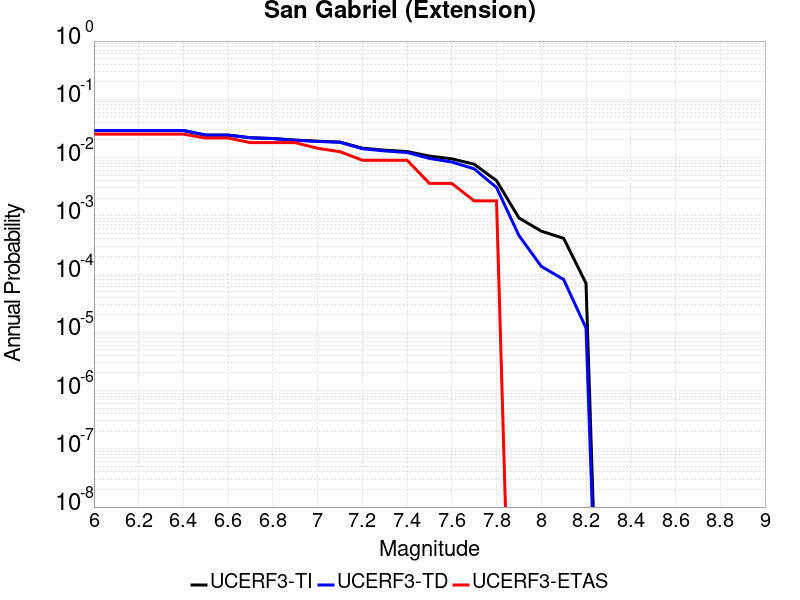 San Gabriel (Extension)
10^0
10^-1
10^-2
10^-3
10^-4
10^-5
10^-6
10^-7
10^-8
Annual Probability
6 6.2 6.4 6.6 6.8 7 7.2 7.4 7.6 7.8 8 8.2 8.4 8.6 8.8 9
Magnitude
UCERF3-TI UCERF3-TD UCERF3-ETAS